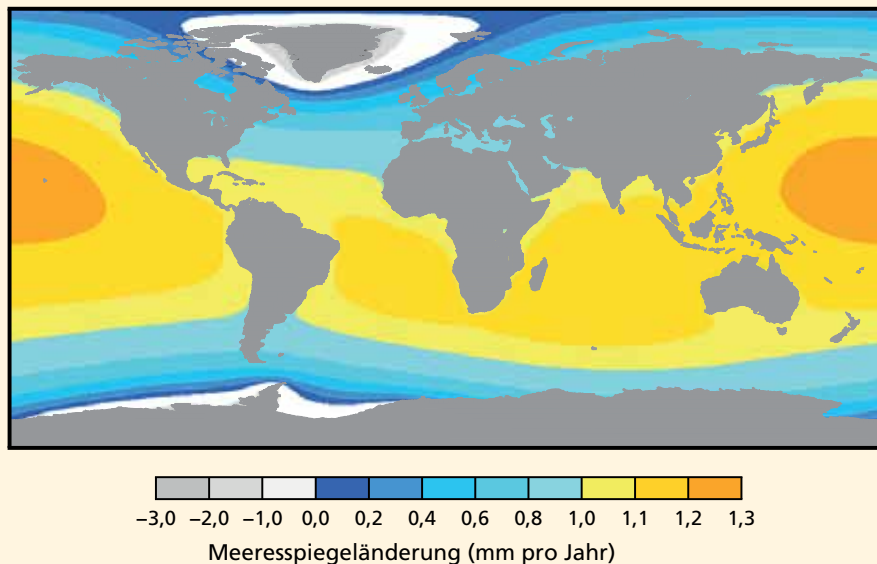 −3,0 −2,0 −1,0 0,0 0,2 0,4 0,6 0,8 1,0 1,1 1,2 1,3
Meeresspiegeländerung (mm pro Jahr)